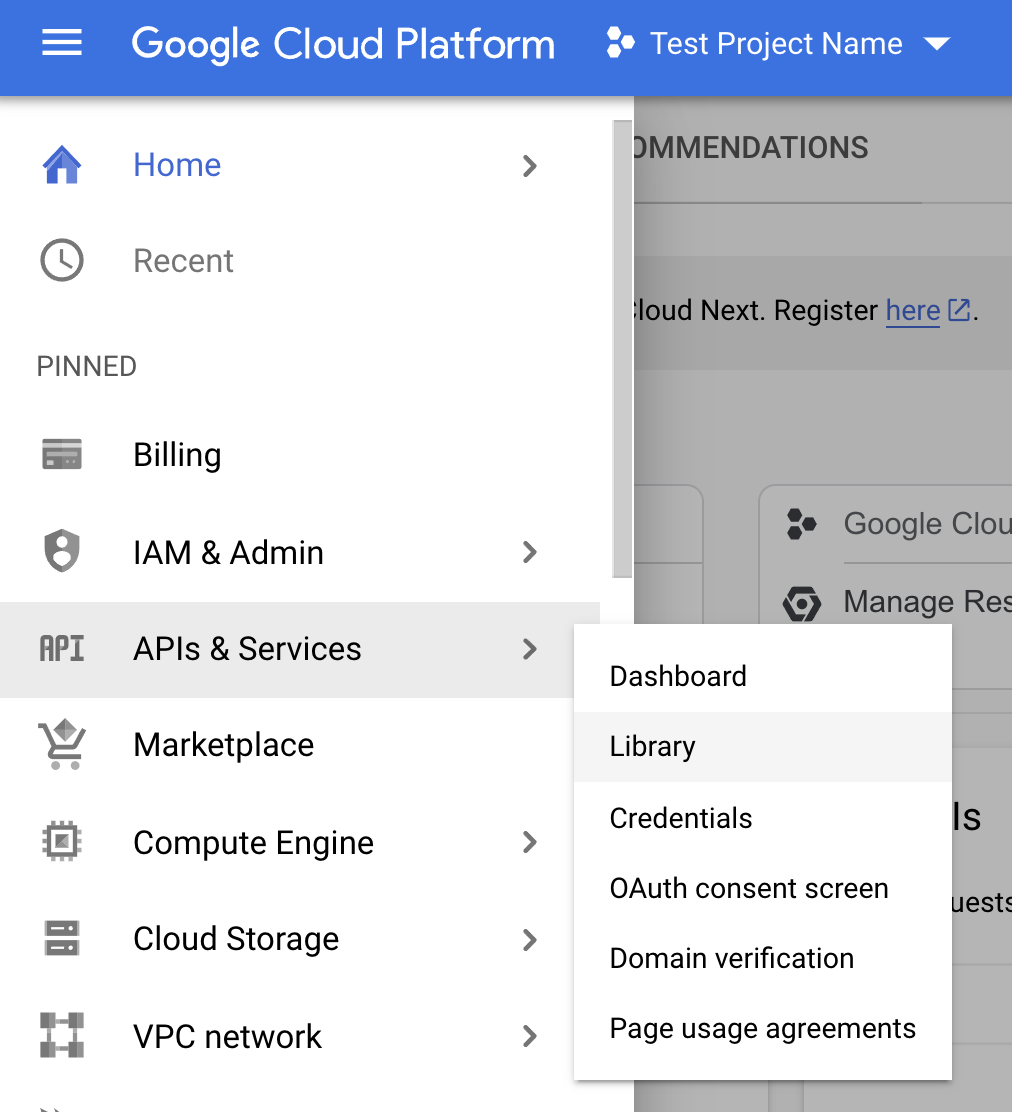 Google Cloud Platform
Test Project Name
Home
Recent
PINNED
Billing
IAM & Admin
API
APIs & Services
Marketplace
Compute Engine
Cloud Storage
VPC network
Dashboard
Library
Credentials
OAuth consent screen
Domain verification
Page usage agreements
OMMENDATIONS
Cloud Next. Register here.
Google Clou
Manage Res
ls
uests